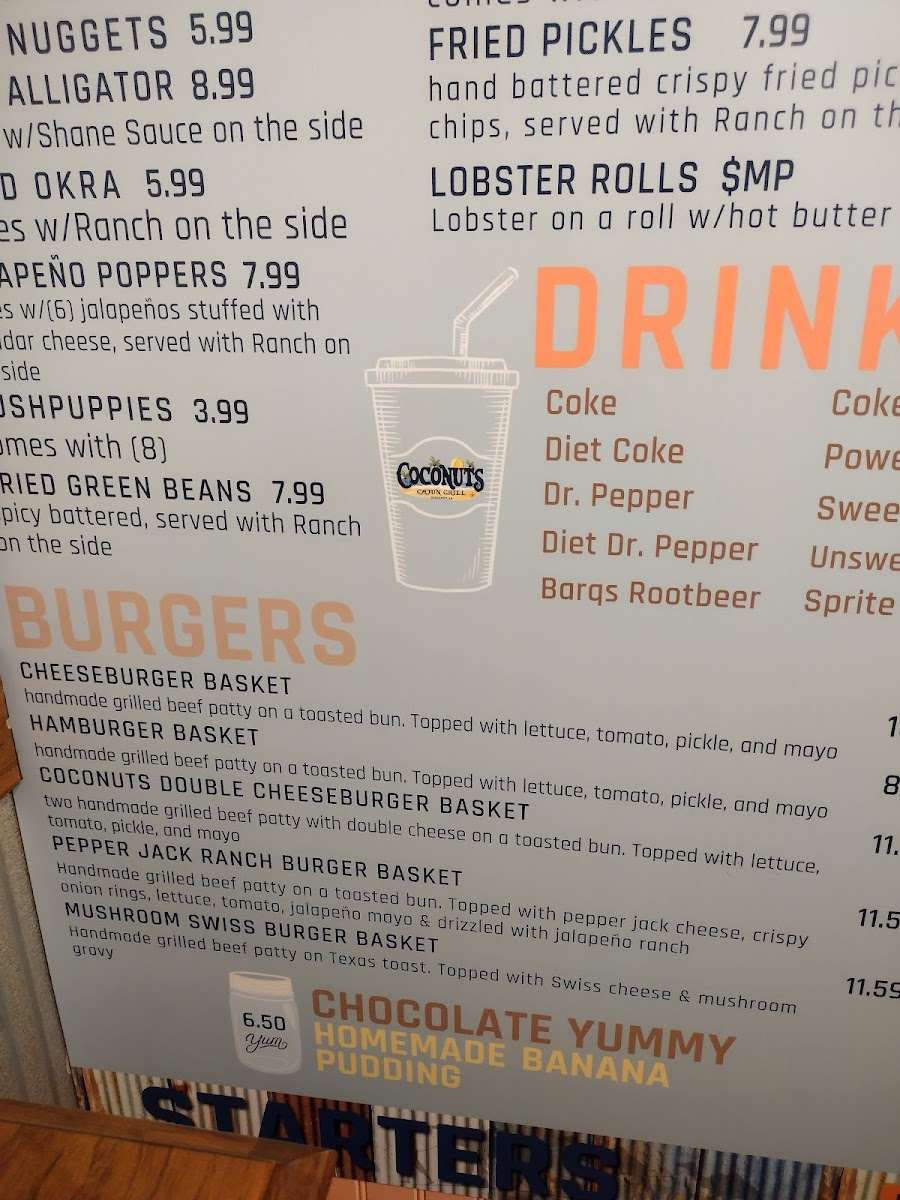 NUGGETS 5.99
ALLIGATOR 8.99
w/Shane Sauce on the side
D OKRA 5.99
es w/Ranch on the side
APEÑO POPPERS 7.99
es w/(6) jalapeños stuffed with
dar cheese, served with Ranch on
side
USHPUPPIES 3.99
omes with (8)
RIED GREEN BEANS 7.99
spicy battered, served with Ranch
on the side
FRIED PICKLES 7.99
hand battered crispy fried pic
chips, served with Ranch on th
LOBSTER ROLLS $MP
Lobster on a roll w/hot butter
DRINK
Coke
Diet Coke
Dr. Pepper
Diet Dr. Pepper
Barqs Rootbeer
Coke
Powe
Swee
Unswe
Sprite
COCONUTS
CAJUN GRILL
BURGERS
CHEESEBURGER BASKET
handmade grilled beef patty on a toasted bun. Topped with lettuce, tomato, pickle, and mayo
HAMBURGER BASKET 8
handmade grilled beef patty on a toasted bun. Topped with lettuce, tomato, pickle, and mayo
COCONUTS DOUBLE CHEESEBURGER BASKET 11.
two handmade grilled beef patty with double cheese on a toasted bun. Topped with lettuce,
tomato, pickle, and mayo
PEPPER JACK RANCH BURGER BASKET 11.5
Handmade grilled beef patty on a toasted bun. Topped with pepper jack cheese, crispy
onion rings, lettuce, tomato, jalapeño mayo & drizzled with jalapeño ranch
MUSHROOM SWISS BURGER BASKET 11.59
Handmade grilled beef patty on Texas toast. Topped with Swiss cheese & mushroom
gravy
6.50
Yum
CHOCOLATE YUMMY
HOMEMADE BANANA
PUDDING
STARTERS